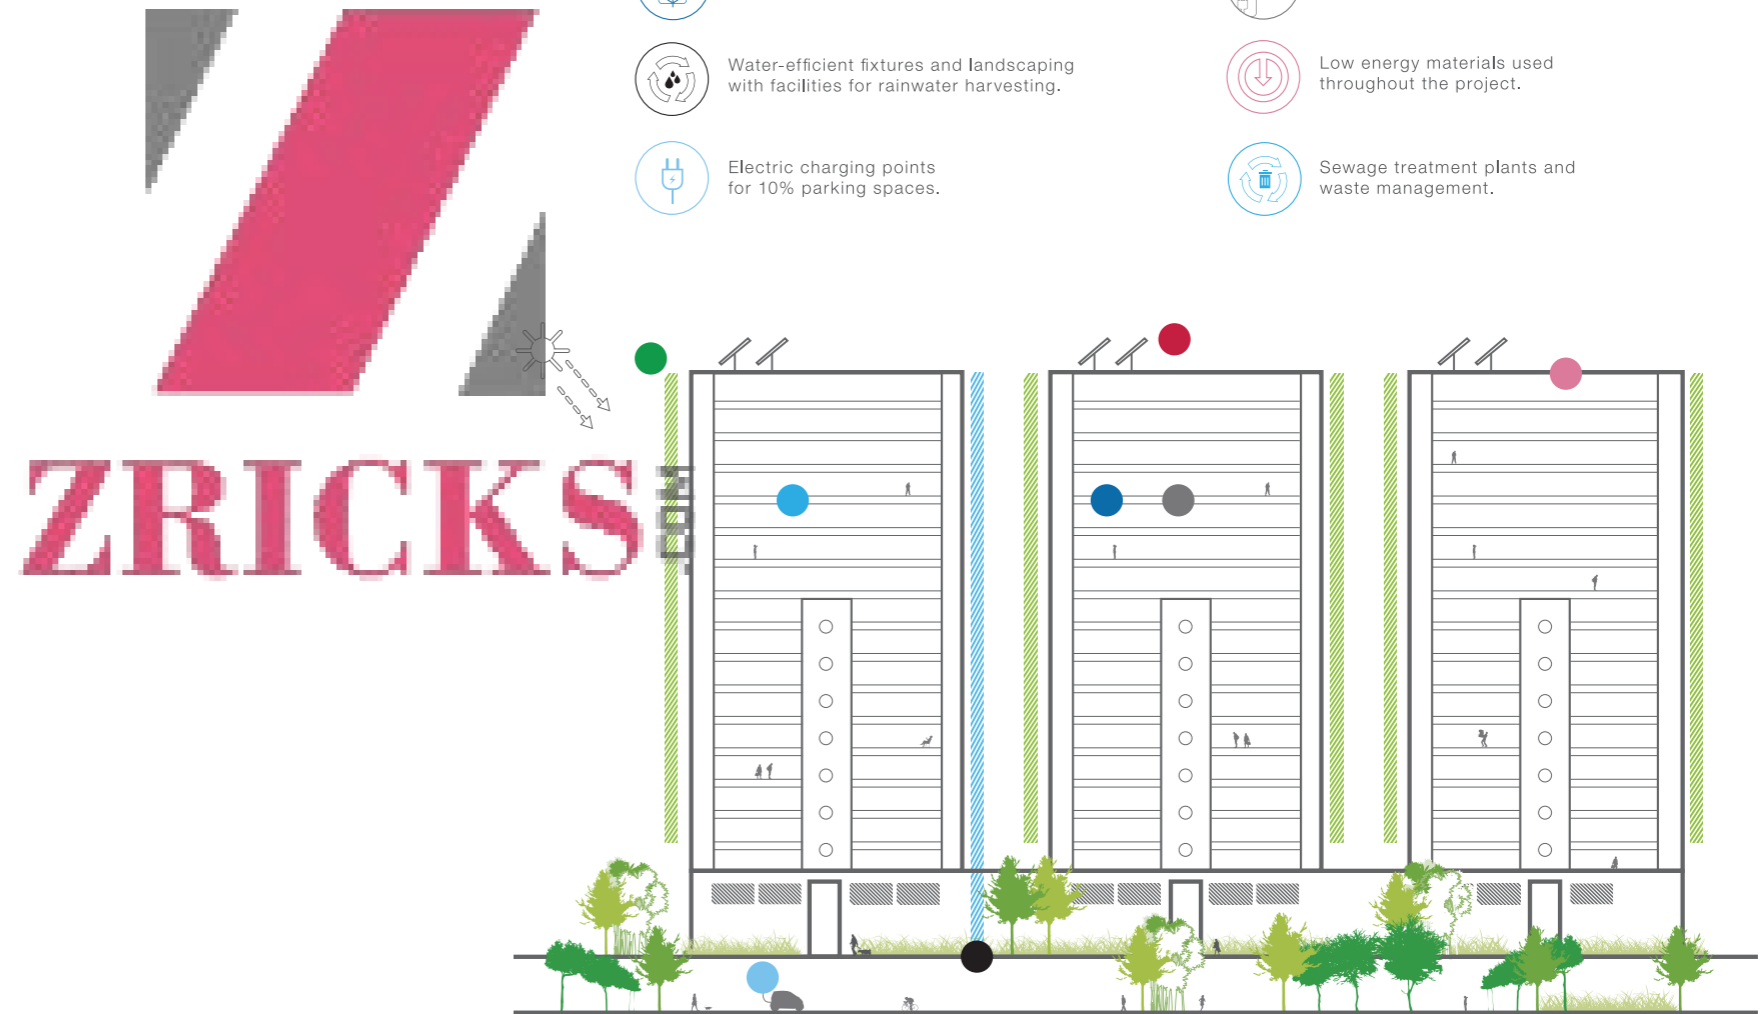 Water-efficient fixtures and landscaping
with facilities for rainwater harvesting.
Low energy materials used
throughout the project.
Electric charging points
for 10% parking spaces.
Sewage treatment plants and
waste management.
ZRICKS
.COM